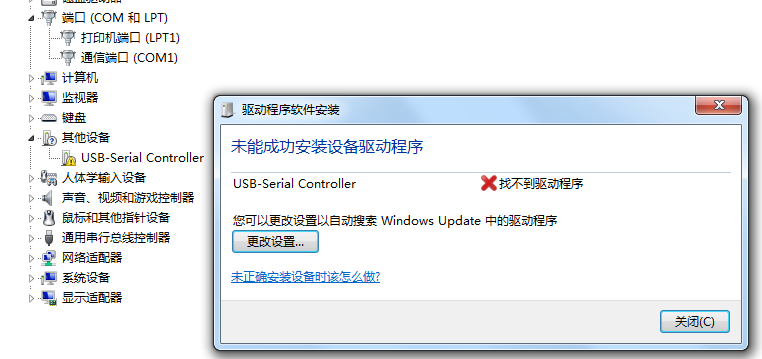 端口 (COM 和 LPT)
打印机端口 (LPT1)
通信端口 (COM1)
计算机
监视器
键盘
其他设备
USB-Serial Controller
人体学输入设备
声音、视频和游戏控制器
鼠标和其他指针设备
通用串行总线控制器
网络适配器
系统设备
显示适配器
驱动程序软件安装
未能成功安装设备驱动程序
USB-Serial Controller
找不到驱动程序
您可以更改设置以自动搜索 Windows Update 中的驱动程序
更改设置...
未正确安装设备时该怎么做?
关闭(C)